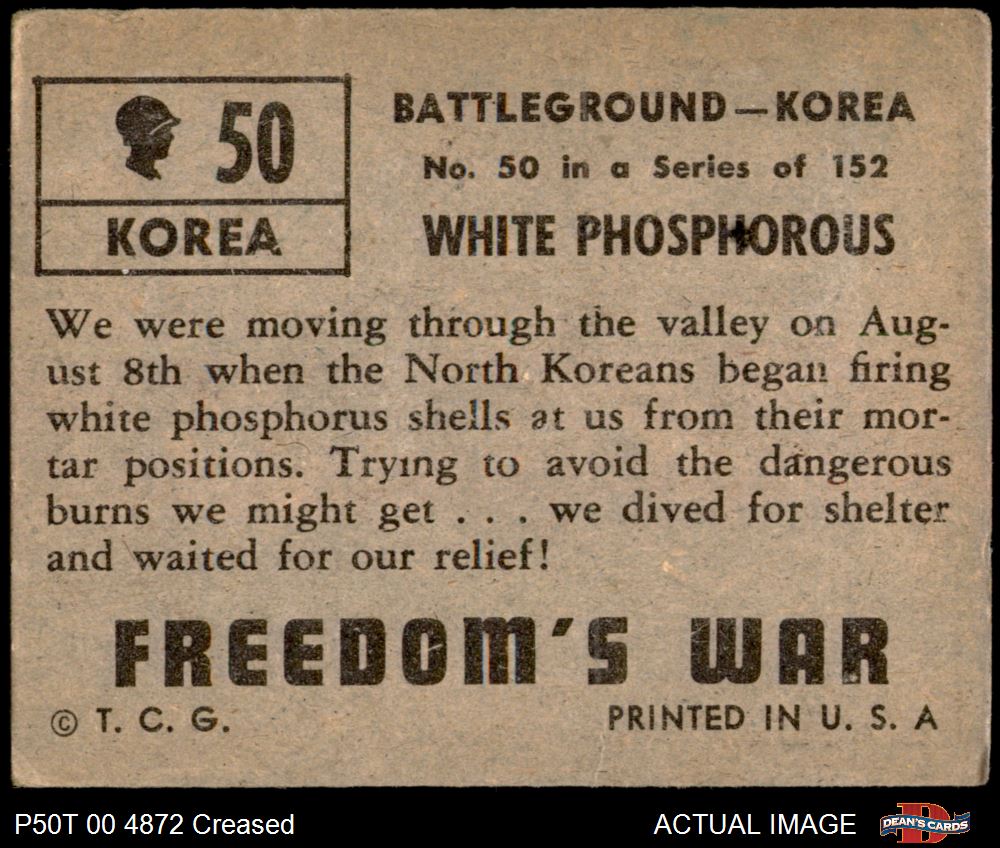 50
KOREA
BATTLEGROUND—KOREA
No. 50 in a Series of 152
WHITE PHOSPHOROUS
We were moving through the valley on Aug-
ust 8th when the North Koreans began firing
white phosphorus shells at us from their mor-
tar positions. Trying to avoid the dangerous
burns we might get . . . we dived for shelter
and waited for our relief!
FREEDOM'S WAR
© T. C. G.
PRINTED IN U. S. A
P50T 00 4872 Creased
ACTUAL IMAGE
D
DEAN'S CARDS